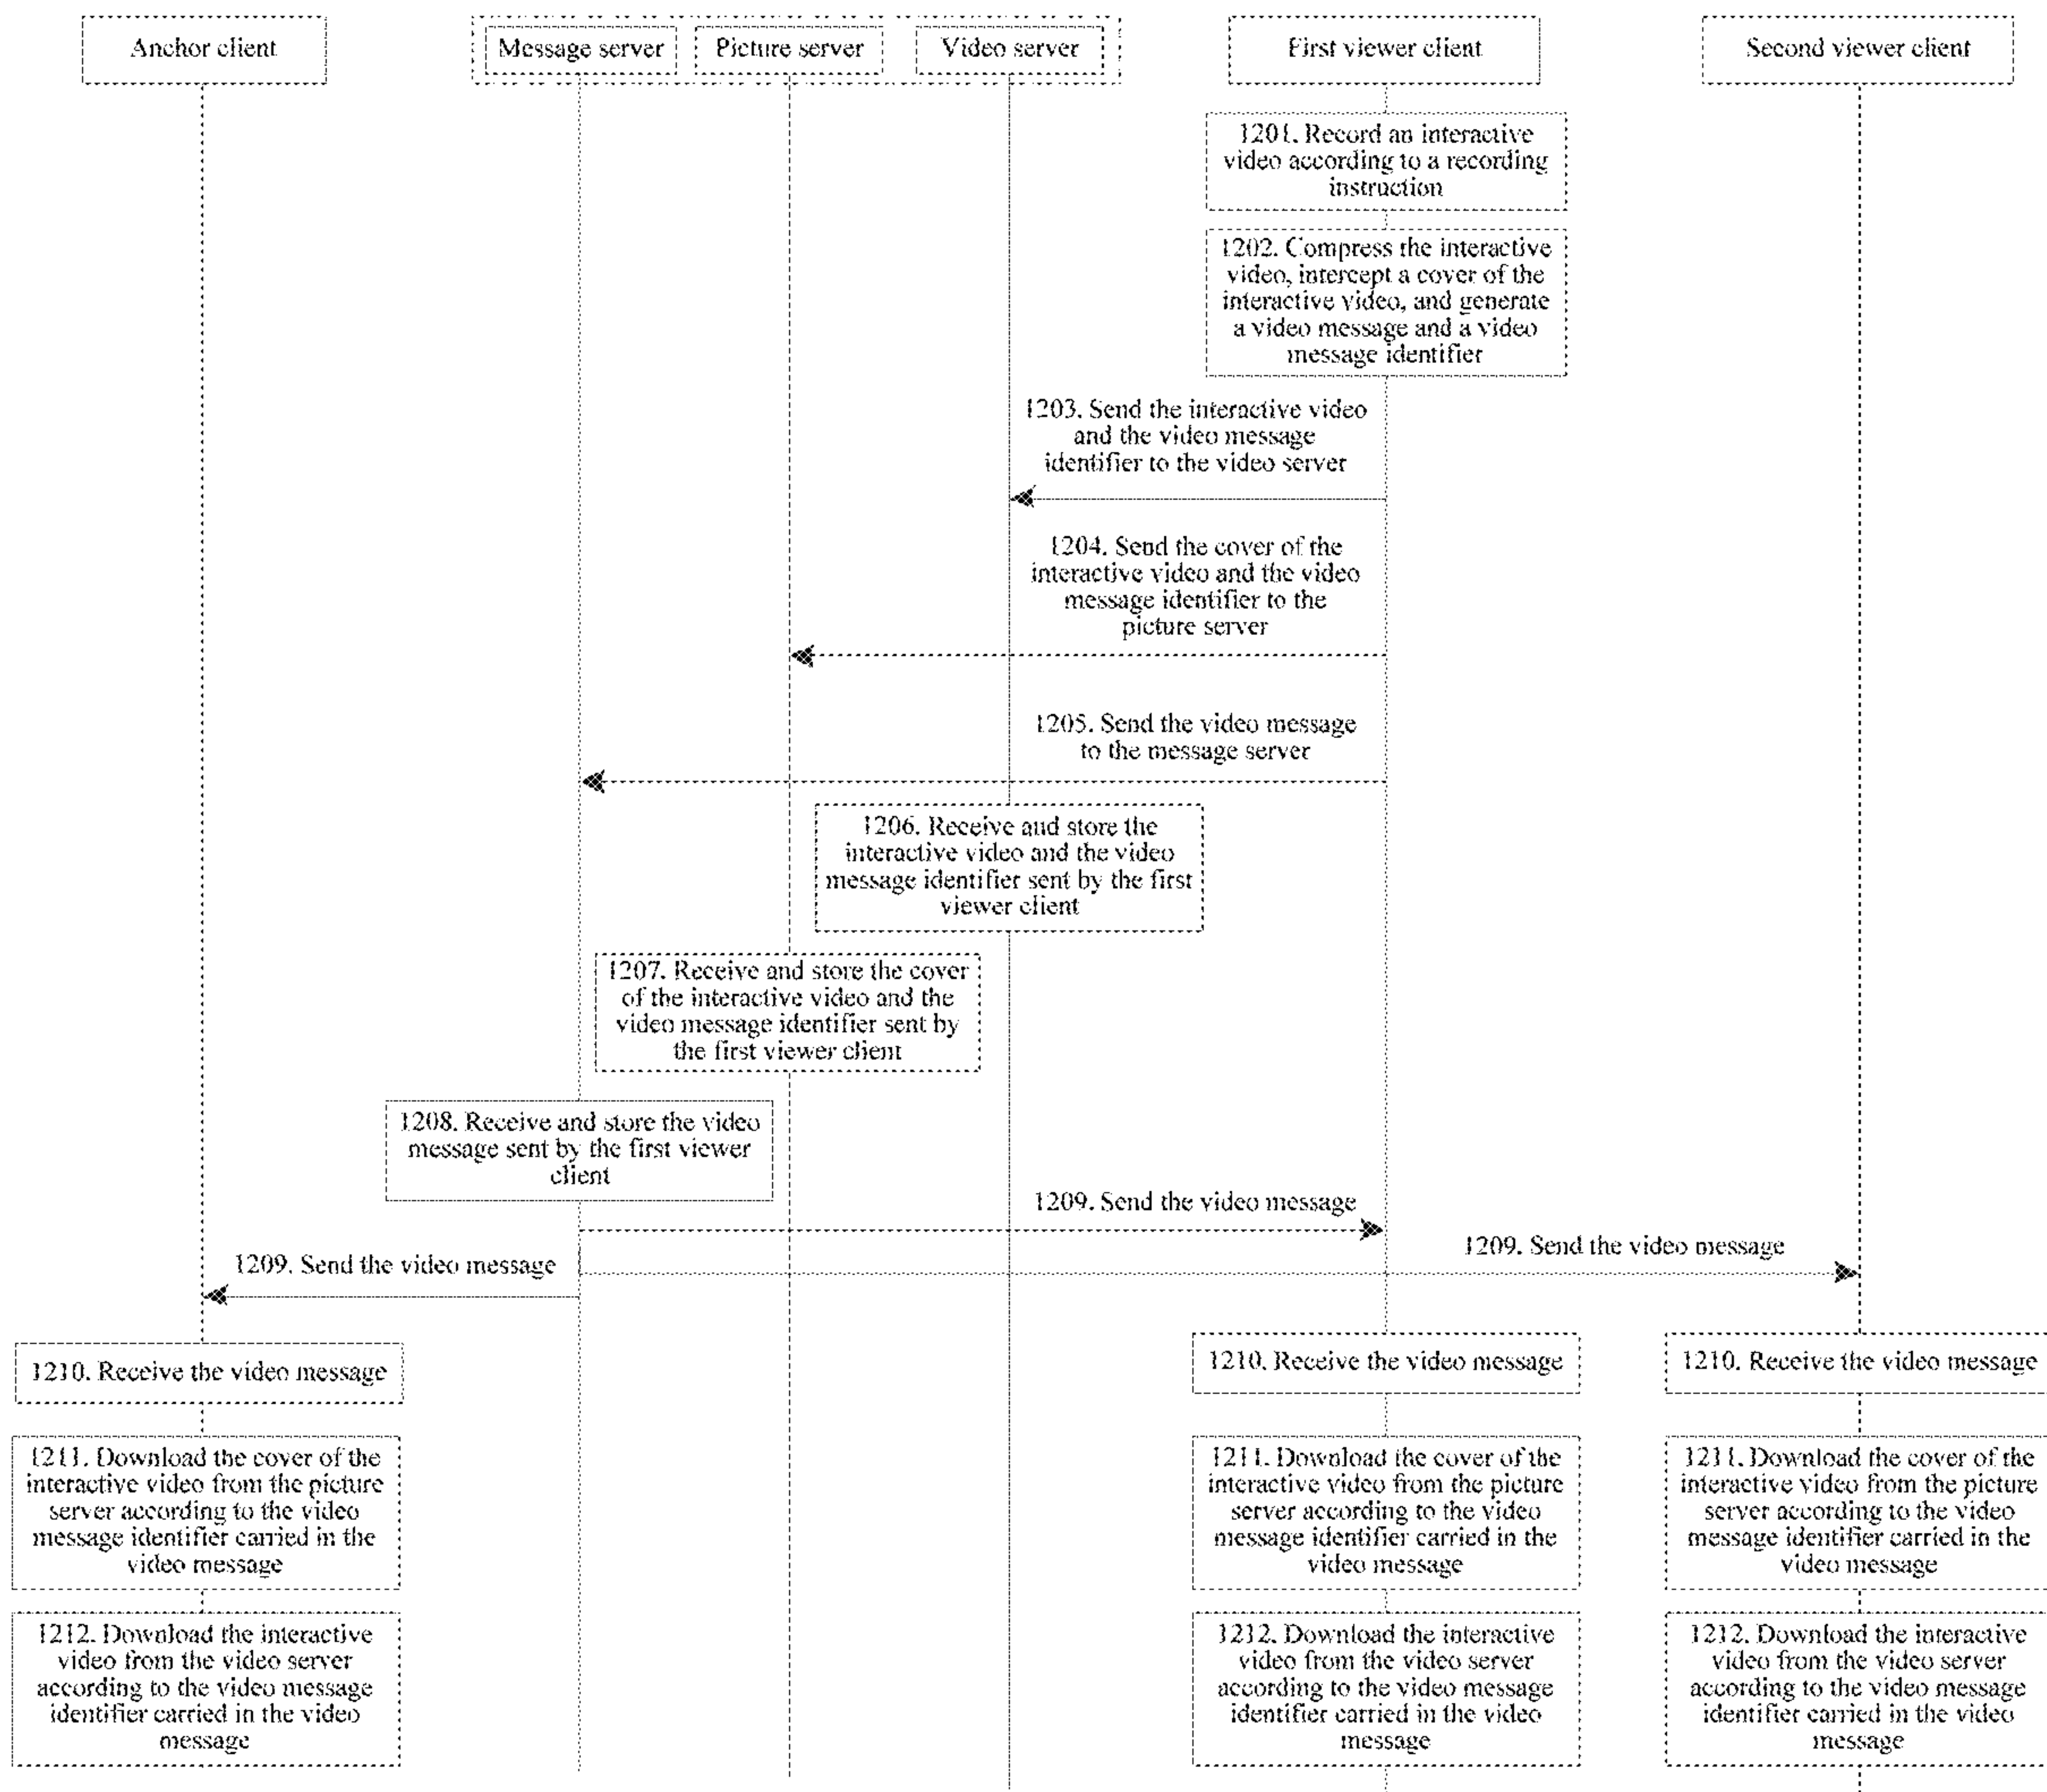 Anchor client
Message server
Picture server
Video server
First viewer client
Second viewer client
1201. Record an interactive
video according to a recording
instruction
1202. Compress the interactive
video, intercept a cover of the
interactive video, and generate
a video message and a video
message identifier
1203. Send the interactive video
and the video message
identifier to the video server
1204. Send the cover of the
interactive video and the video
message identifier to the
picture server
1205. Send the video message
to the message server
1206. Receive and store the
interactive video and the video
message identifier sent by the first
viewer client
1207. Receive and store the cover
of the interactive video and the
video message identifier sent by
the first viewer client
1208. Receive and store the video
message sent by the first viewer
client
1209. Send the video message
1209. Send the video message
1209. Send the video message
1210. Receive the video message
1210. Receive the video message
1210. Receive the video message
1211. Download the cover of the
interactive video from the picture
server according to the video
message identifier carried in the
video message
1211. Download the cover of the
interactive video from the picture
server according to the video
message identifier carried in the
video message
1211. Download the cover of the
interactive video from the picture
server according to the video
message identifier carried in the
video message
1212. Download the interactive
video from the video server
according to the video message
identifier carried in the video
message
1212. Download the interactive
video from the video server
according to the video message
identifier carried in the video
message
1212. Download the interactive
video from the video server
according to the video message
identifier carried in the video
message